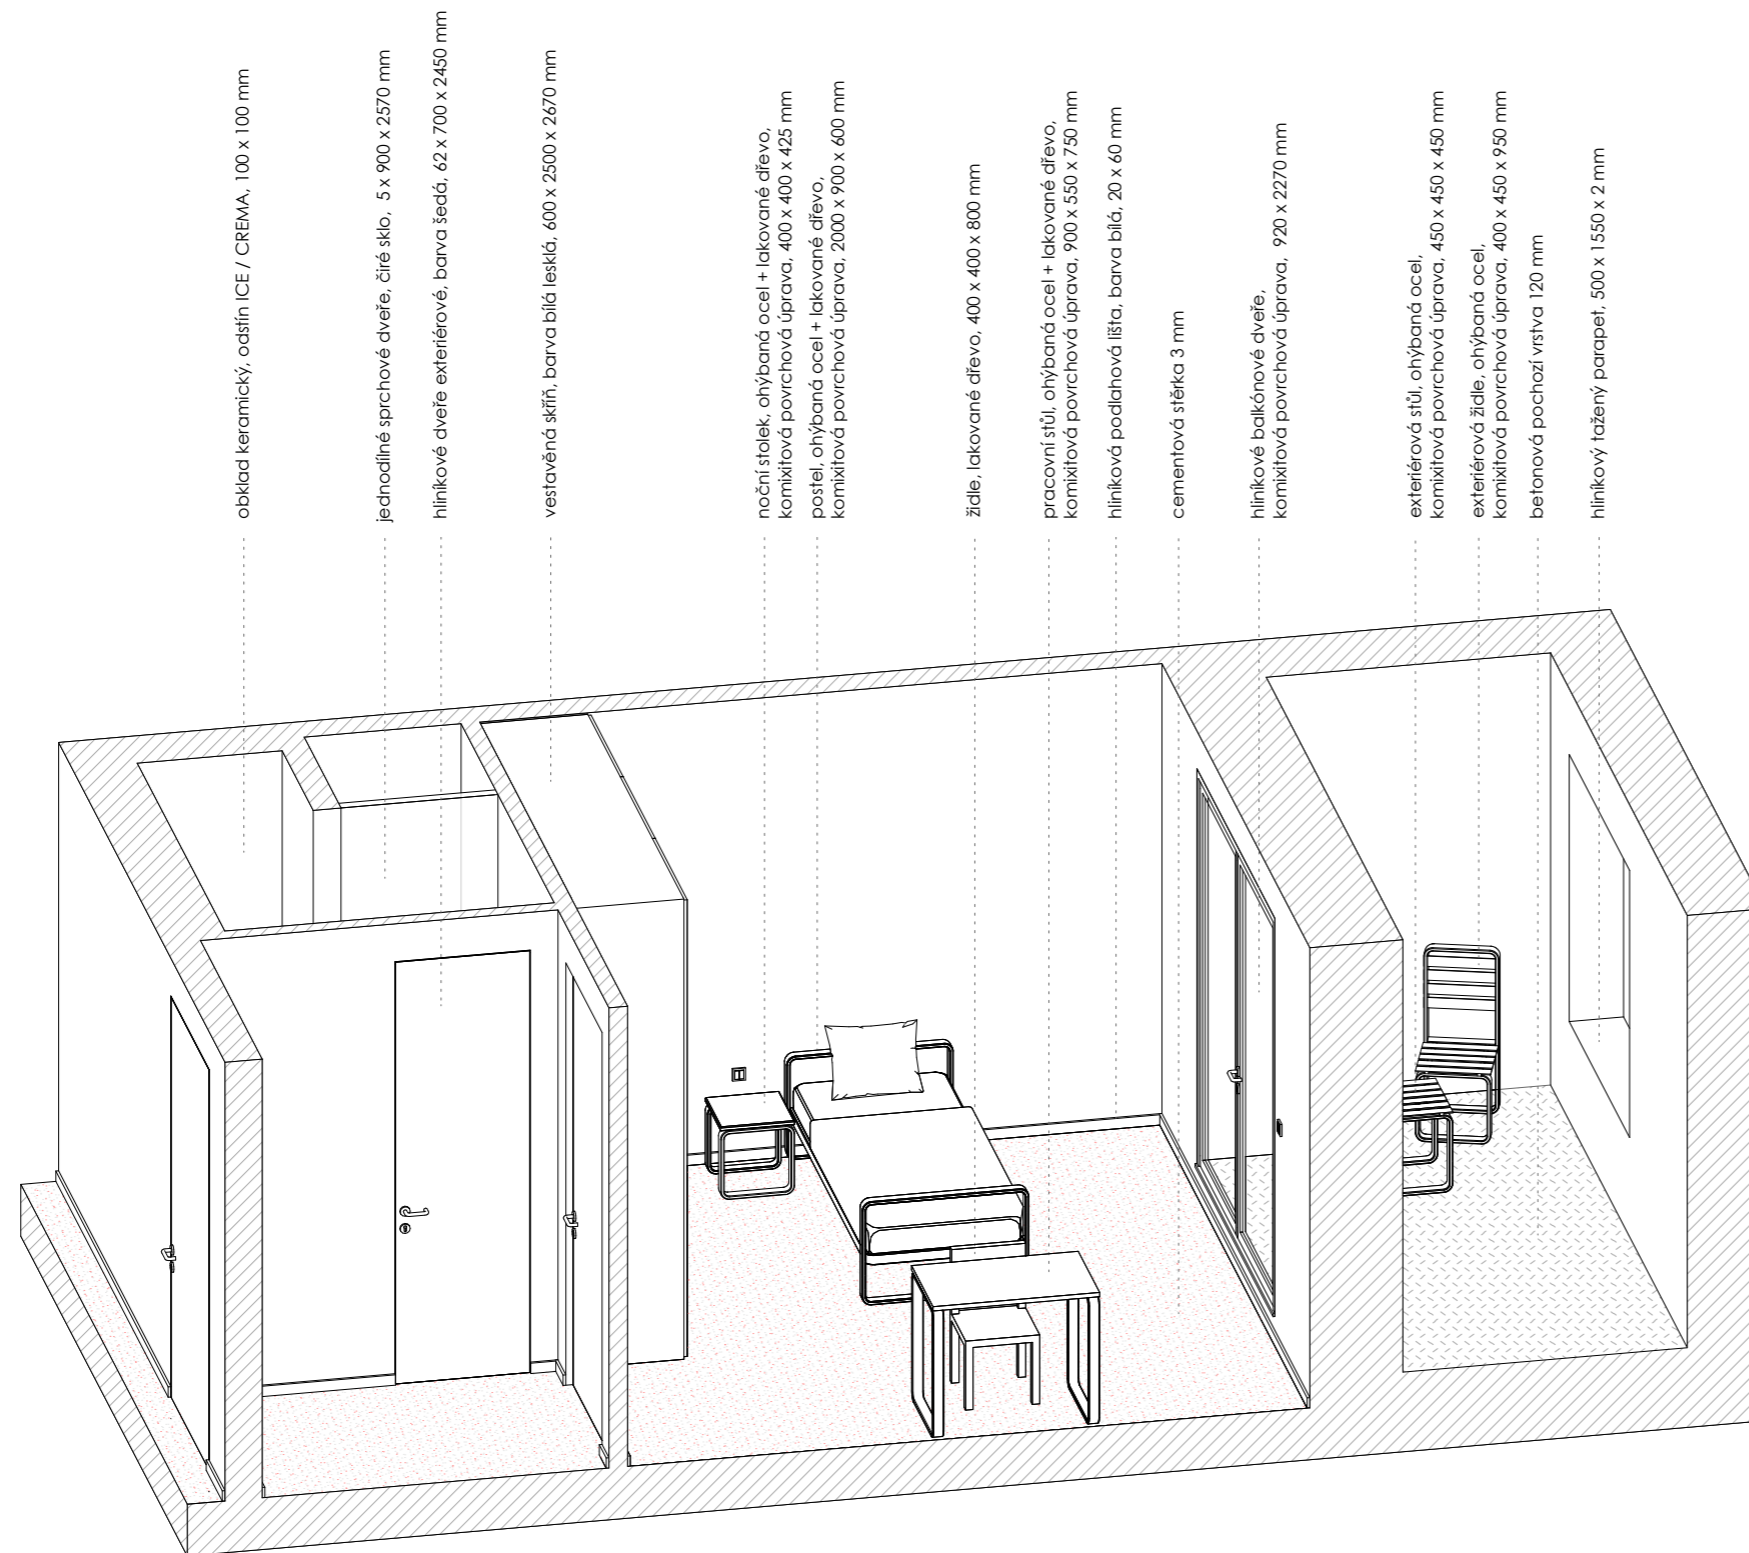 obklad keramický, odstín ICE / CREMA, 100 x 100 mm
jednodílné sprchové dveře, čiré sklo,  5 x 900 x 2570 mm
hliníkové dveře exteriérové, barva šedá, 62 x 700 x 2450 mm
vestavěná skříň, barva bílá lesklá, 600 x 2500 x 2670 mm
noční stolek, ohýbaná ocel + lakované dřevo,
komixitová povrchová úprava, 400 x 400 x 425 mm
postel, ohýbaná ocel + lakované dřevo,
komixitová povrchová úprava, 2000 x 900 x 600 mm
židle, lakované dřevo, 400 x 400 x 800 mm
pracovní stůl, ohýbaná ocel + lakované dřevo,
komixitová povrchová úprava, 900 x 550 x 750 mm
hliníková podlahová lišta, barva bílá, 20 x 60 mm
cementová stěrka 3 mm
hliníkové balkónové dveře,
komixitová povrchová úprava,  920 x 2270 mm
exteriérová stůl, ohýbaná ocel,
komixitová povrchová úprava, 450 x 450 x 450 mm
exteriérová židle, ohýbaná ocel,
komixitová povrchová úprava, 400 x 450 x 950 mm
betonová pochozí vrstva 120 mm
hliníkový tažený parapet, 500 x 1550 x 2 mm